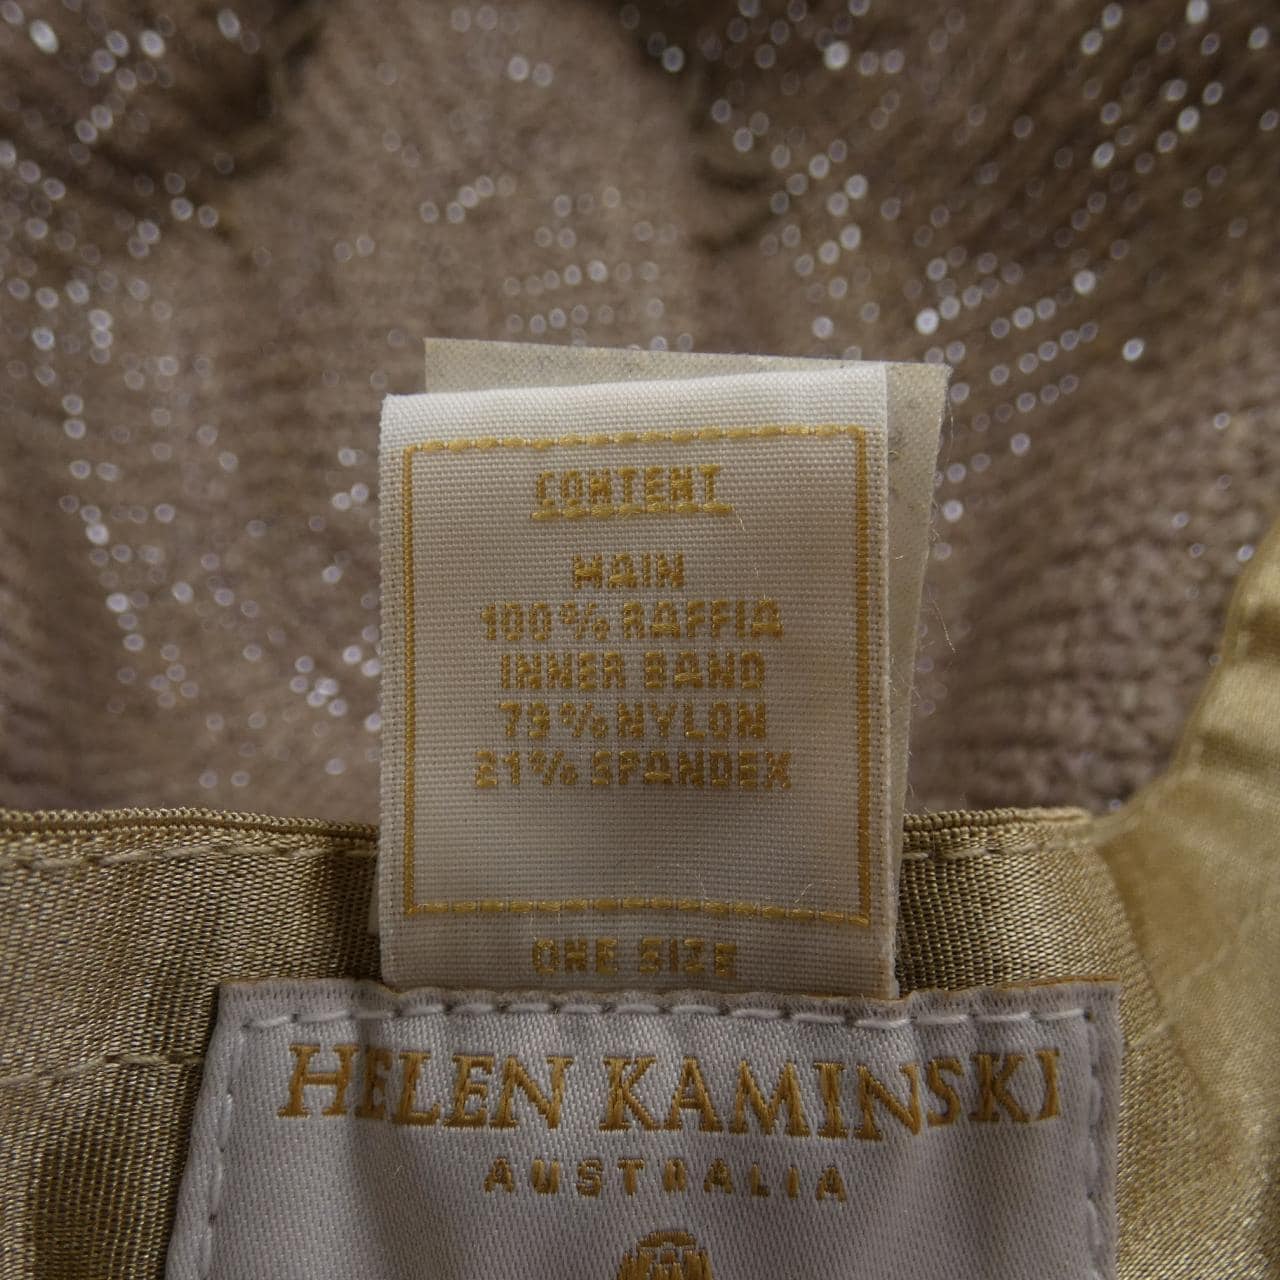 CONTENT
MAIN
100% RAFFIA
INNER BAND
79% NYLON
21% SPANDEX
ONE SIZE
HELEN KAMINSKI
AUSTRALIA